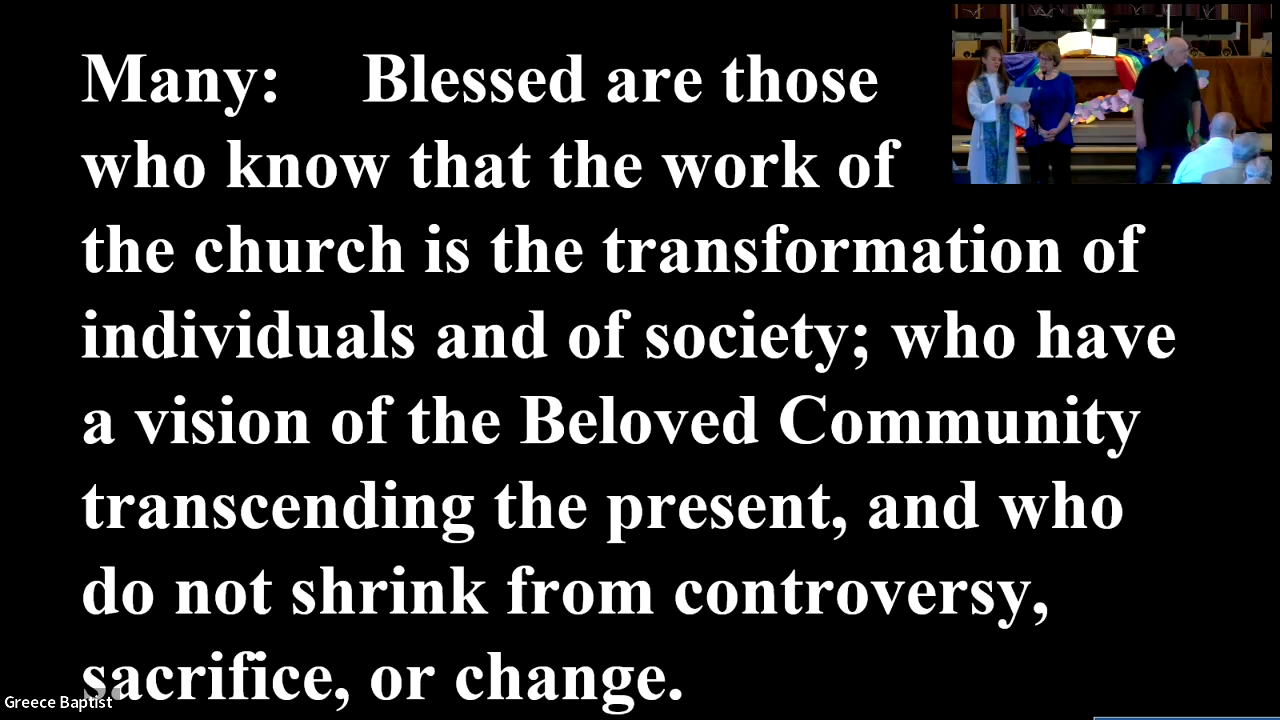 Many: Blessed are those
who know that the work of
the church is the transformation of
individuals and of society; who have
a vision of the Beloved Community
transcending the present, and who
do not shrink from controversy,
sacrifice, or change.
Greece Baptist